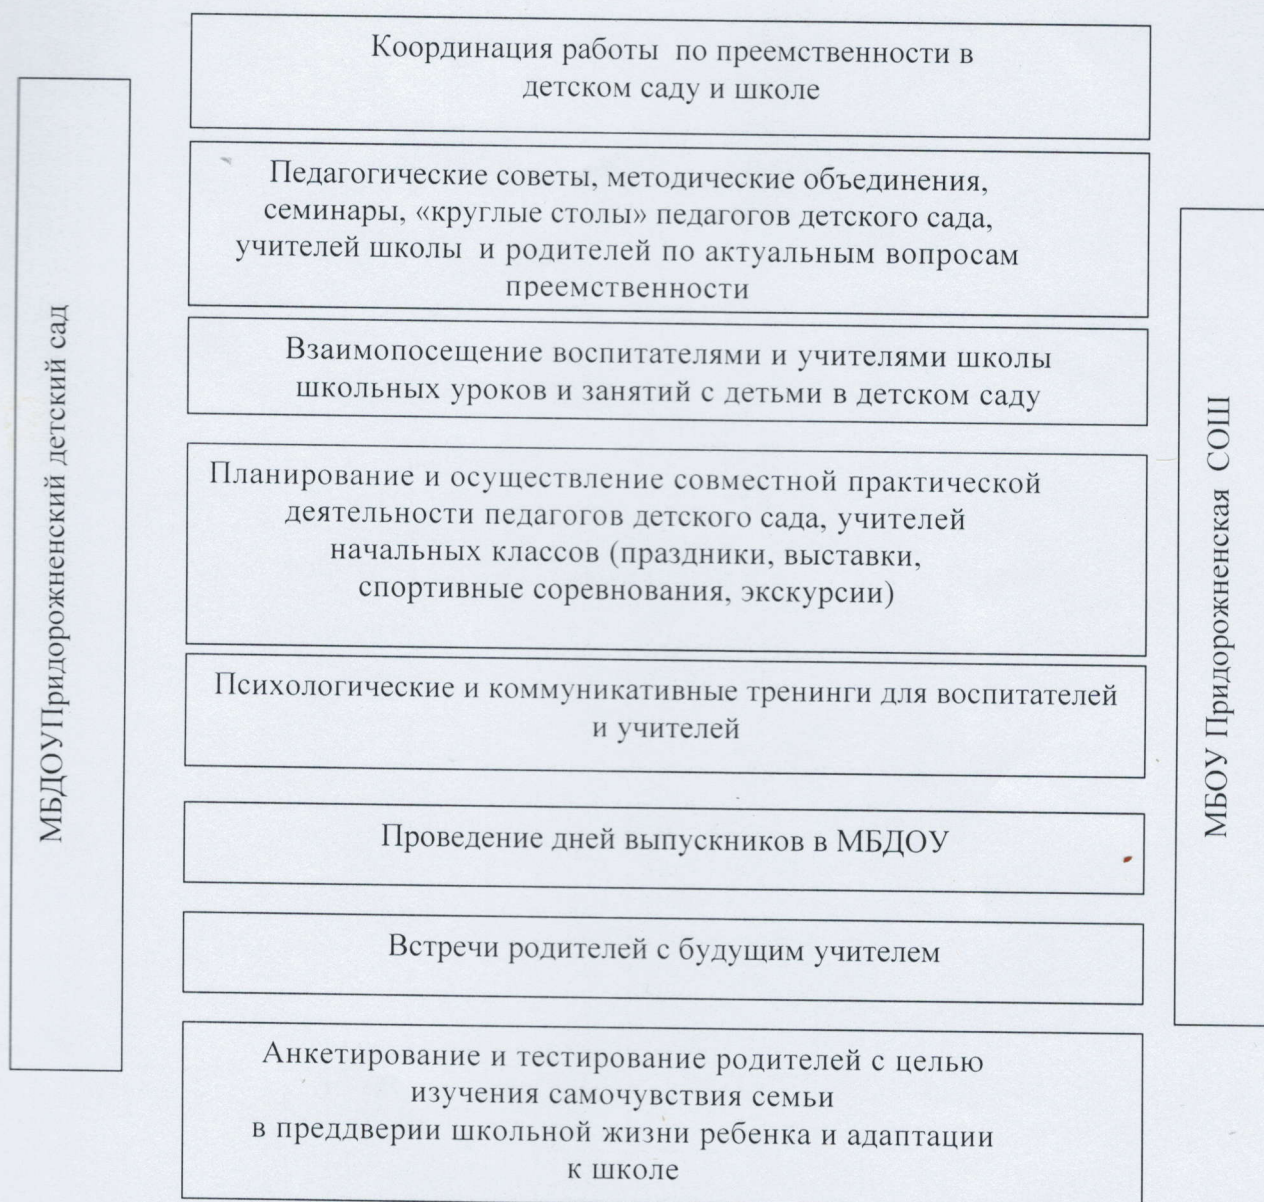 МБДОУПридорожненский детский сад
Координация работы по преемственности в
детском саду и школе
Педагогические советы, методические объединения,
семинары, «круглые столы» педагогов детского сада,
учителей школы и родителей по актуальным вопросам
преемственности
Взаимопосещение воспитателями и учителями школы
школьных уроков и занятий с детьми в детском саду
Планирование и осуществление совместной практической
деятельности педагогов детского сада, учителей
начальных классов (праздники, выставки,
спортивные соревнования, экскурсии)
Психологические и коммуникативные тренинги для воспитателей
и учителей
Проведение дней выпускников в МБДОУ
Встречи родителей с будущим учителем
Анкетирование и тестирование родителей с целью
изучения самочувствия семьи
в преддверии школьной жизни ребенка и адаптации
к школе
МБОУ Придорожненская СОШ